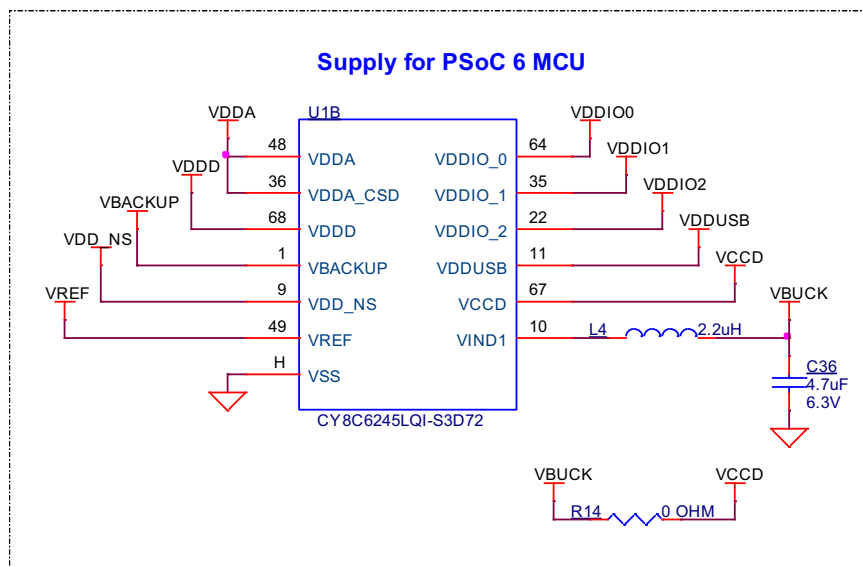 Supply for PSoC 6 MCU
VDDA
U1B
VDDIO0
48
VDDA
VDDIO_0
64
VDDIO1
VDDD
36
VDDA_CSD
VDDIO_1
35
VDDIO2
VBACKUP
68
VDDD
VDDIO_2
22
VDDUSB
VDD_NS
1
VBACKUP
VDDUSB
11
VCCD
VREF
9
VDD_NS
VCCD
67
VBUCK
49
VREF
VIND1
10
L4
2.2uH
H
VSS
C36
4.7uF
6.3V
CY8C6245LQI-S3D72
VBUCK
VCCD
R14
0 OHM